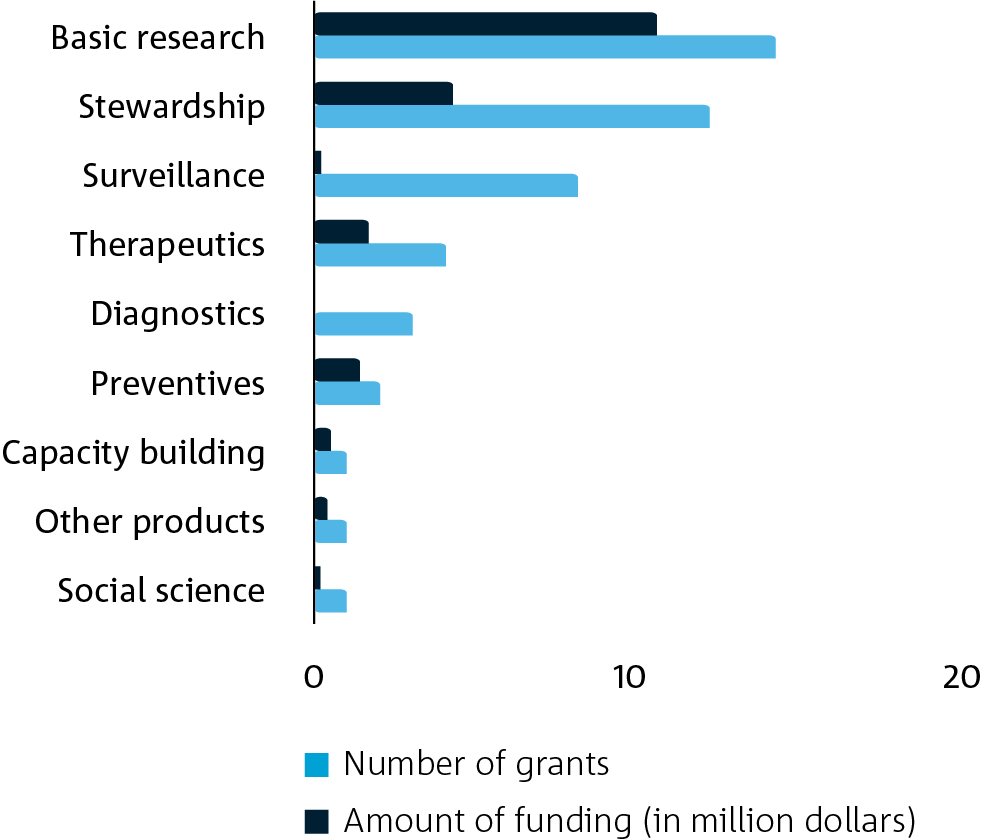 Basic research
Stewardship
Surveillance
Therapeutics
Diagnostics
Preventives
Capacity building
Other products
Social science
0 10 20
Number of grants
Amount of funding (in million dollars)